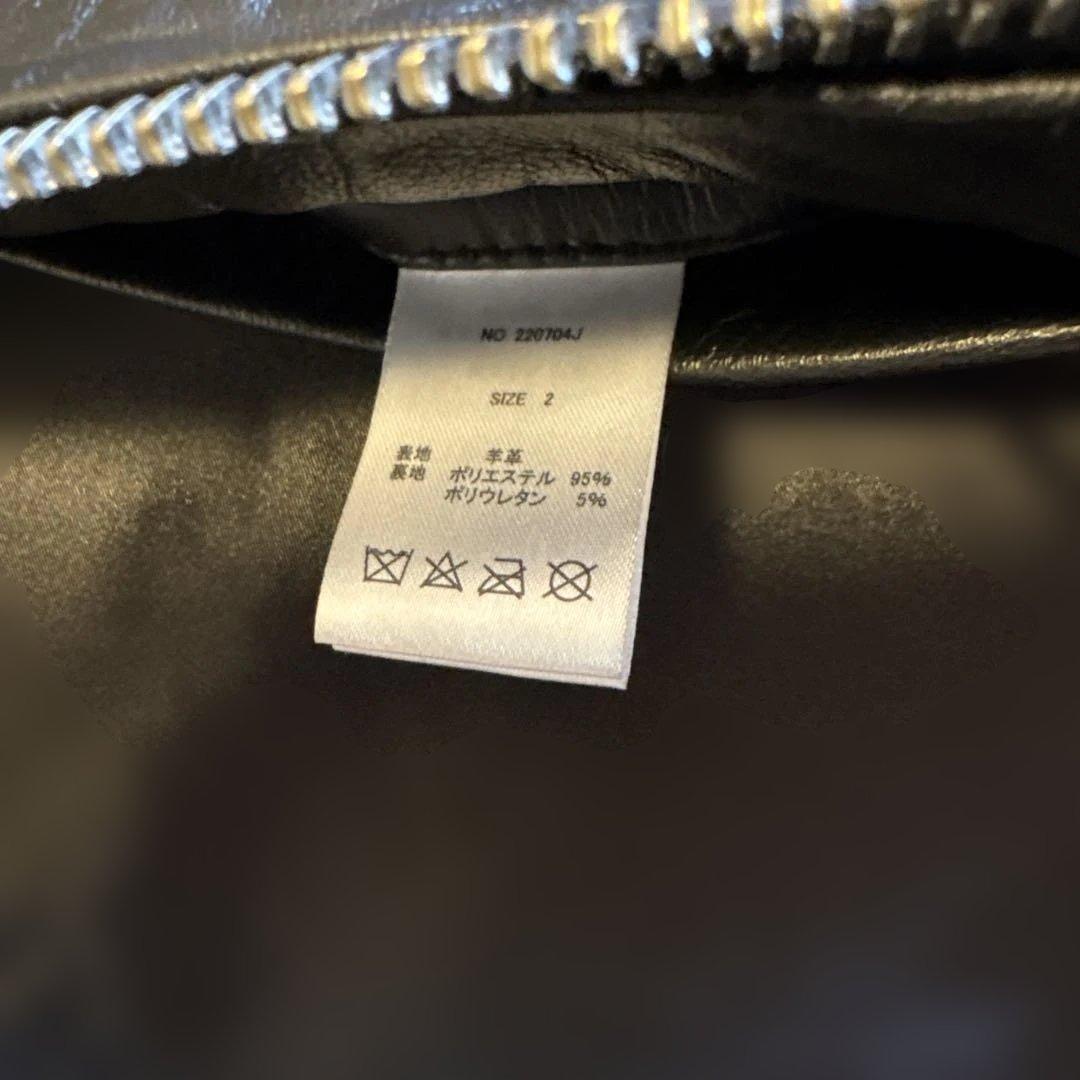 NO 220704J
SIZE 2
表地 羊革
裏地 ポリエステル 95%
ポリウレタン 5%